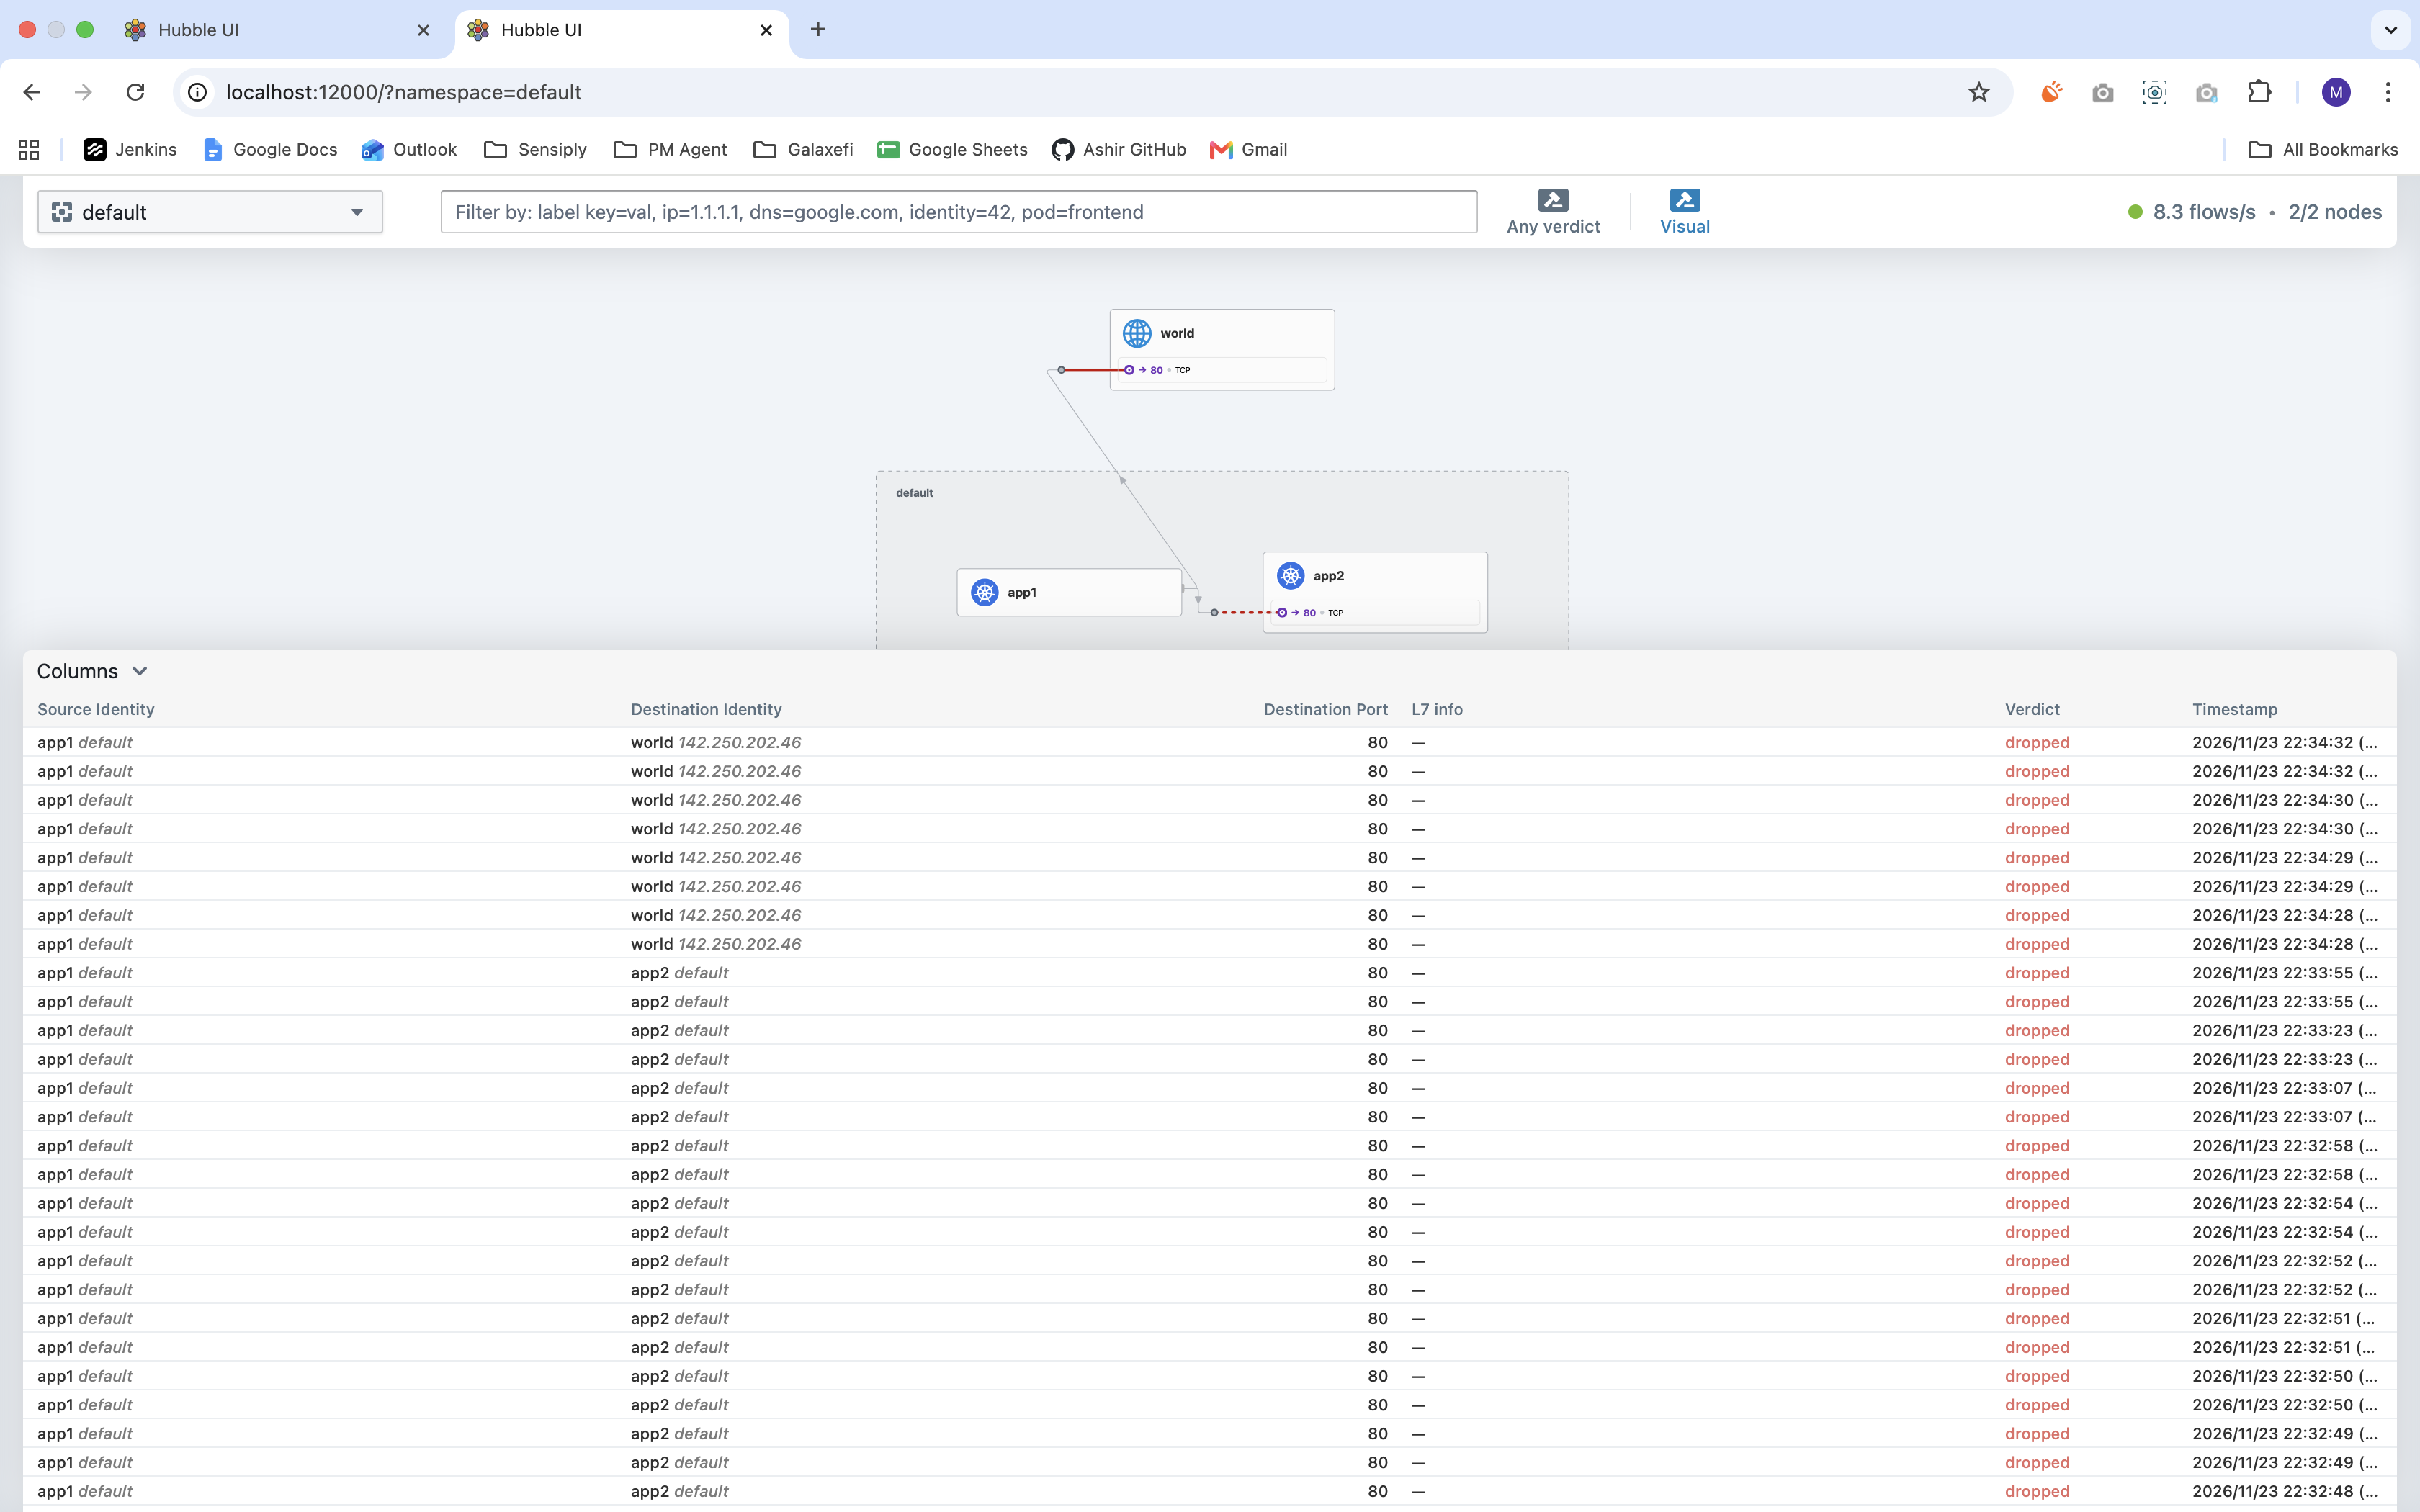 Hubble UI
Hubble UI
localhost:12000/?namespace=default
M
Jenkins Google Docs Outlook Sensiply PM Agent Galaxefi Google Sheets Ashir GitHub Gmail All Bookmarks
default Filter by: label key=val, ip=1.1.1.1, dns=google.com, identity=42, pod=frontend Any verdict Visual 8.3 flows/s • 2/2 nodes
world
→ 80 • TCP
default
app1
app2
→ 80 • TCP
Columns
Source Identity Destination Identity Destination Port L7 info Verdict Timestamp
app1 default world 142.250.202.46 80 — dropped 2026/11/23 22:34:32 (...
app1 default world 142.250.202.46 80 — dropped 2026/11/23 22:34:32 (...
app1 default world 142.250.202.46 80 — dropped 2026/11/23 22:34:30 (...
app1 default world 142.250.202.46 80 — dropped 2026/11/23 22:34:30 (...
app1 default world 142.250.202.46 80 — dropped 2026/11/23 22:34:29 (...
app1 default world 142.250.202.46 80 — dropped 2026/11/23 22:34:29 (...
app1 default world 142.250.202.46 80 — dropped 2026/11/23 22:34:28 (...
app1 default world 142.250.202.46 80 — dropped 2026/11/23 22:34:28 (...
app1 default app2 default 80 — dropped 2026/11/23 22:33:55 (...
app1 default app2 default 80 — dropped 2026/11/23 22:33:55 (...
app1 default app2 default 80 — dropped 2026/11/23 22:33:23 (...
app1 default app2 default 80 — dropped 2026/11/23 22:33:23 (...
app1 default app2 default 80 — dropped 2026/11/23 22:33:07 (...
app1 default app2 default 80 — dropped 2026/11/23 22:33:07 (...
app1 default app2 default 80 — dropped 2026/11/23 22:32:58 (...
app1 default app2 default 80 — dropped 2026/11/23 22:32:58 (...
app1 default app2 default 80 — dropped 2026/11/23 22:32:54 (...
app1 default app2 default 80 — dropped 2026/11/23 22:32:54 (...
app1 default app2 default 80 — dropped 2026/11/23 22:32:52 (...
app1 default app2 default 80 — dropped 2026/11/23 22:32:52 (...
app1 default app2 default 80 — dropped 2026/11/23 22:32:51 (...
app1 default app2 default 80 — dropped 2026/11/23 22:32:51 (...
app1 default app2 default 80 — dropped 2026/11/23 22:32:50 (...
app1 default app2 default 80 — dropped 2026/11/23 22:32:50 (...
app1 default app2 default 80 — dropped 2026/11/23 22:32:49 (...
app1 default app2 default 80 — dropped 2026/11/23 22:32:49 (...
app1 default app2 default 80 — dropped 2026/11/23 22:32:48 (...